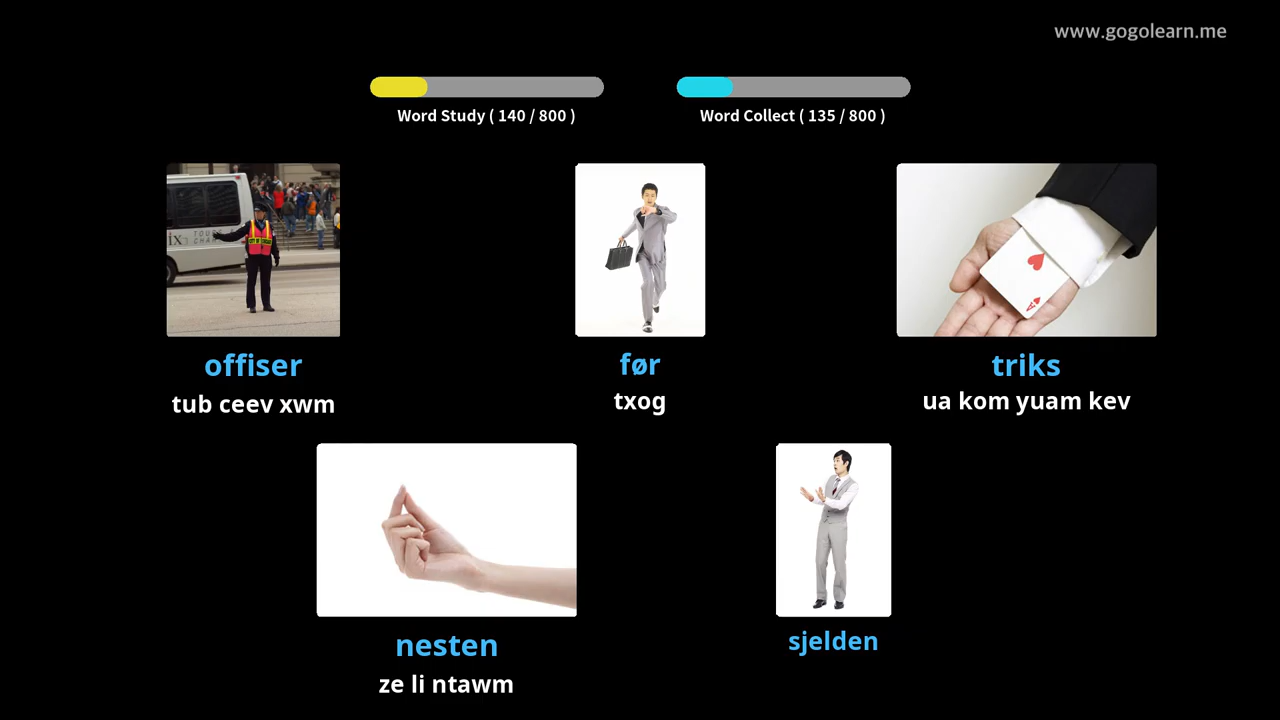 www.gogolearn.me
Word Study ( 140 / 800 )
Word Collect ( 135 / 800 )
offiser
tub ceev xwm
før
txog
triks
ua kom yuam kev
nesten
ze li ntawm
sjelden